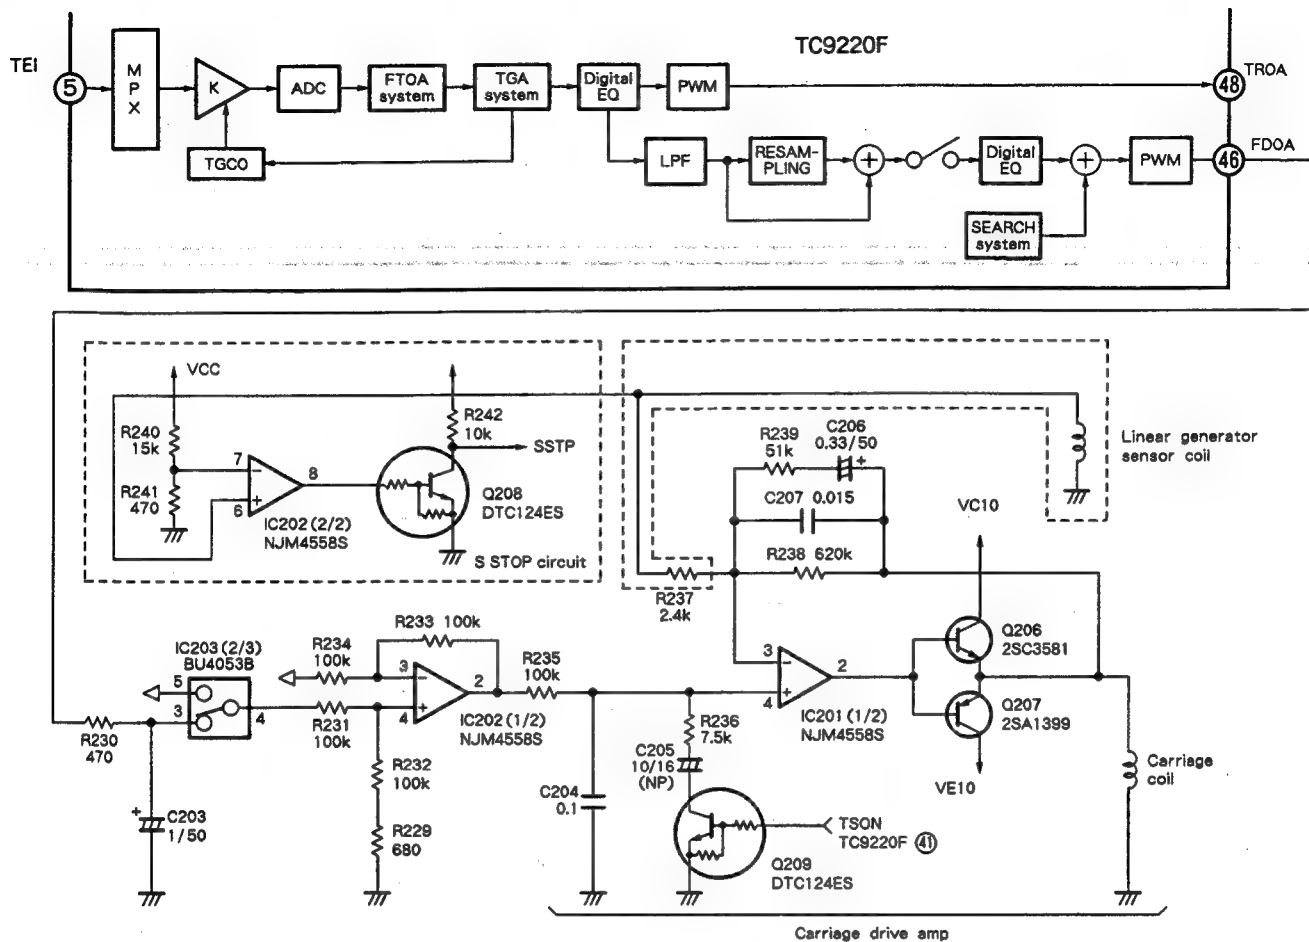 TC9220F
TEI
5
MPX
K
ADC
FTOA
system
TGA
system
Digital
EQ
PWM
48
TROA
TGCO
LPF
RESAM-
PLING
+
Digital
EQ
+
PWM
46
FDOA
SEARCH
system
VCC
R240
15k
R241
470
7
−
6
+
8
IC202 (2/2)
NJM4558S
R242
10k
SSTP
Q208
DTC124ES
S STOP circuit
Linear generator
sensor coil
R239
51k
C206
0.33/50
+
C207 0.015
R238 620k
R237
2.4k
VC10
Q206
2SC3581
Q207
2SA1399
VE10
Carriage
coil
IC203 (2/3)
BU4053B
5
3
4
R230
470
+
C203
1/50
R234
100k
R231
100k
R233 100k
3
−
4
+
2
IC202 (1/2)
NJM4558S
R232
100k
R229
680
R235
100k
C204
0.1
R236
7.5k
C205
10/16
(NP)
3
−
4
+
2
IC201 (1/2)
NJM4558S
TSON
TC9220F 41
Q209
DTC124ES
Carriage drive amp